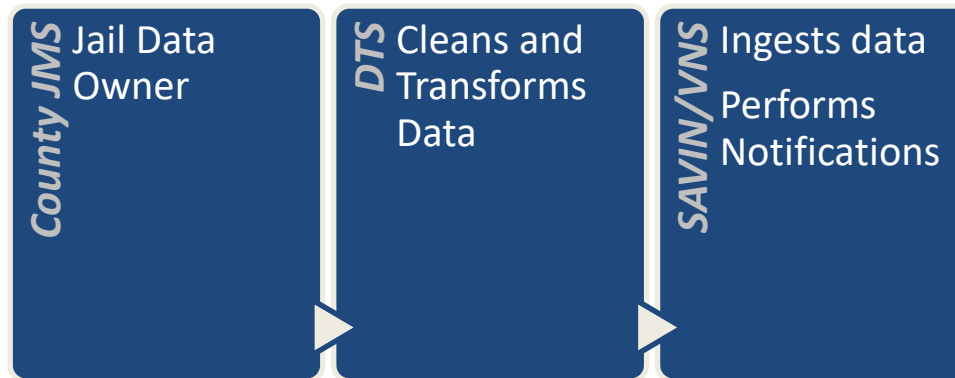 County JMS
Jail Data
Owner
DTS
Cleans and
Transforms
Data
SAVIN/VNS
Ingests data
Performs
Notifications